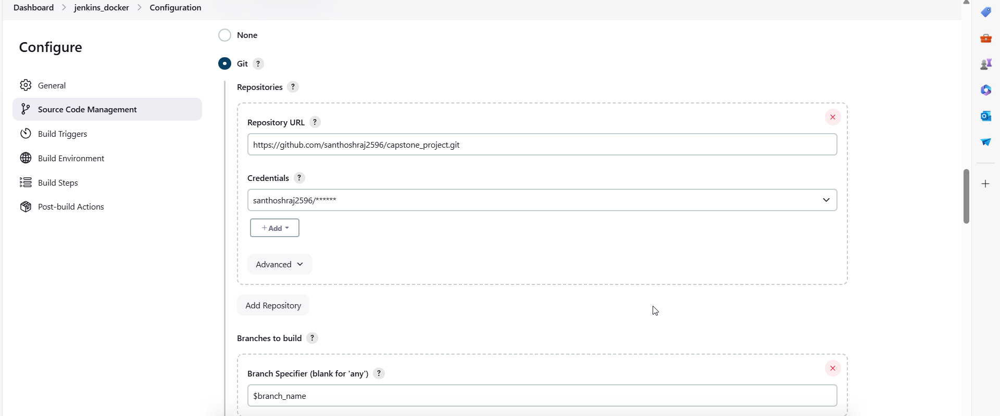 Dashboard > jenkins_docker > Configuration
Configure
General
Source Code Management
Build Triggers
Build Environment
Build Steps
Post-build Actions
None
Git ?
Repositories ?
Repository URL ?
https://github.com/santhoshraj2596/capstone_project.git
Credentials ?
santhoshraj2596/******
+ Add
Advanced
Add Repository
Branches to build ?
Branch Specifier (blank for 'any') ?
$branch_name